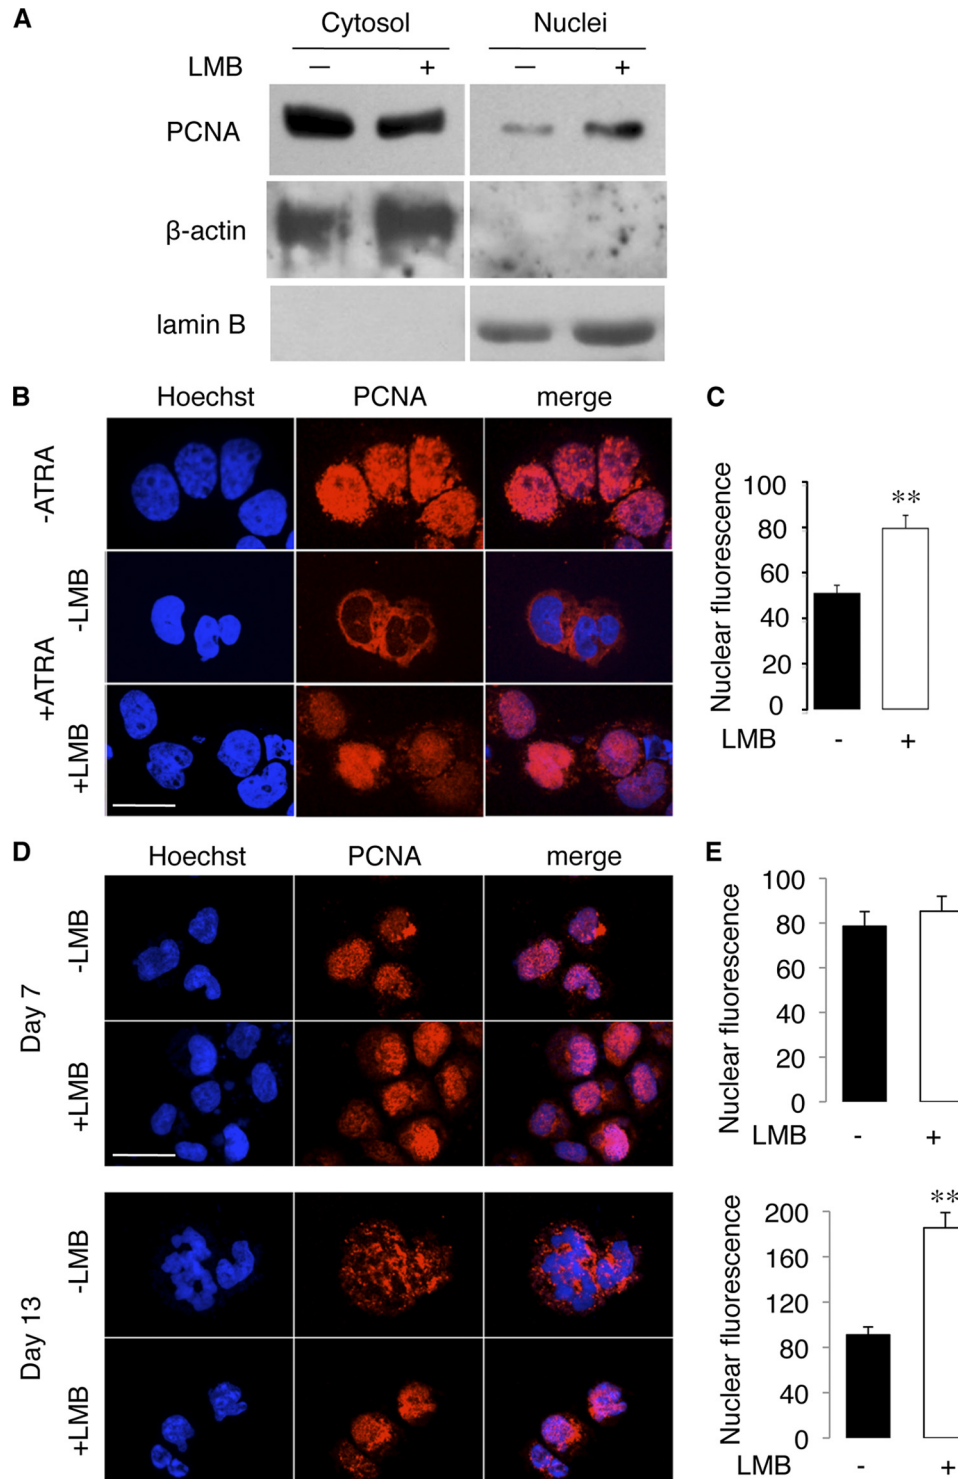 A
Cytosol Nuclei
LMB — + — +
PCNA
β-actin
lamin B
B Hoechst PCNA merge
-ATRA
+ATRA
-LMB
+LMB
C
Nuclear fluorescence
100
80
60
40
20
0
**
LMB - +
D Hoechst PCNA merge
Day 7
-LMB
+LMB
Day 13
-LMB
+LMB
E
Nuclear fluorescence
100
80
60
40
20
0
LMB - +
Nuclear fluorescence
200
160
120
80
40
0
**
LMB - +